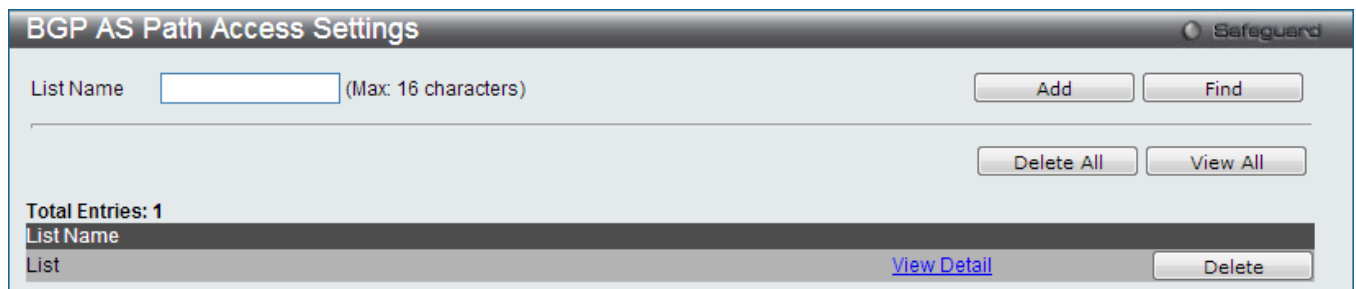 BGP AS Path Access Settings
Safeguard
List Name (Max: 16 characters) Add Find
Delete All View All
Total Entries: 1
List Name
List View Detail Delete